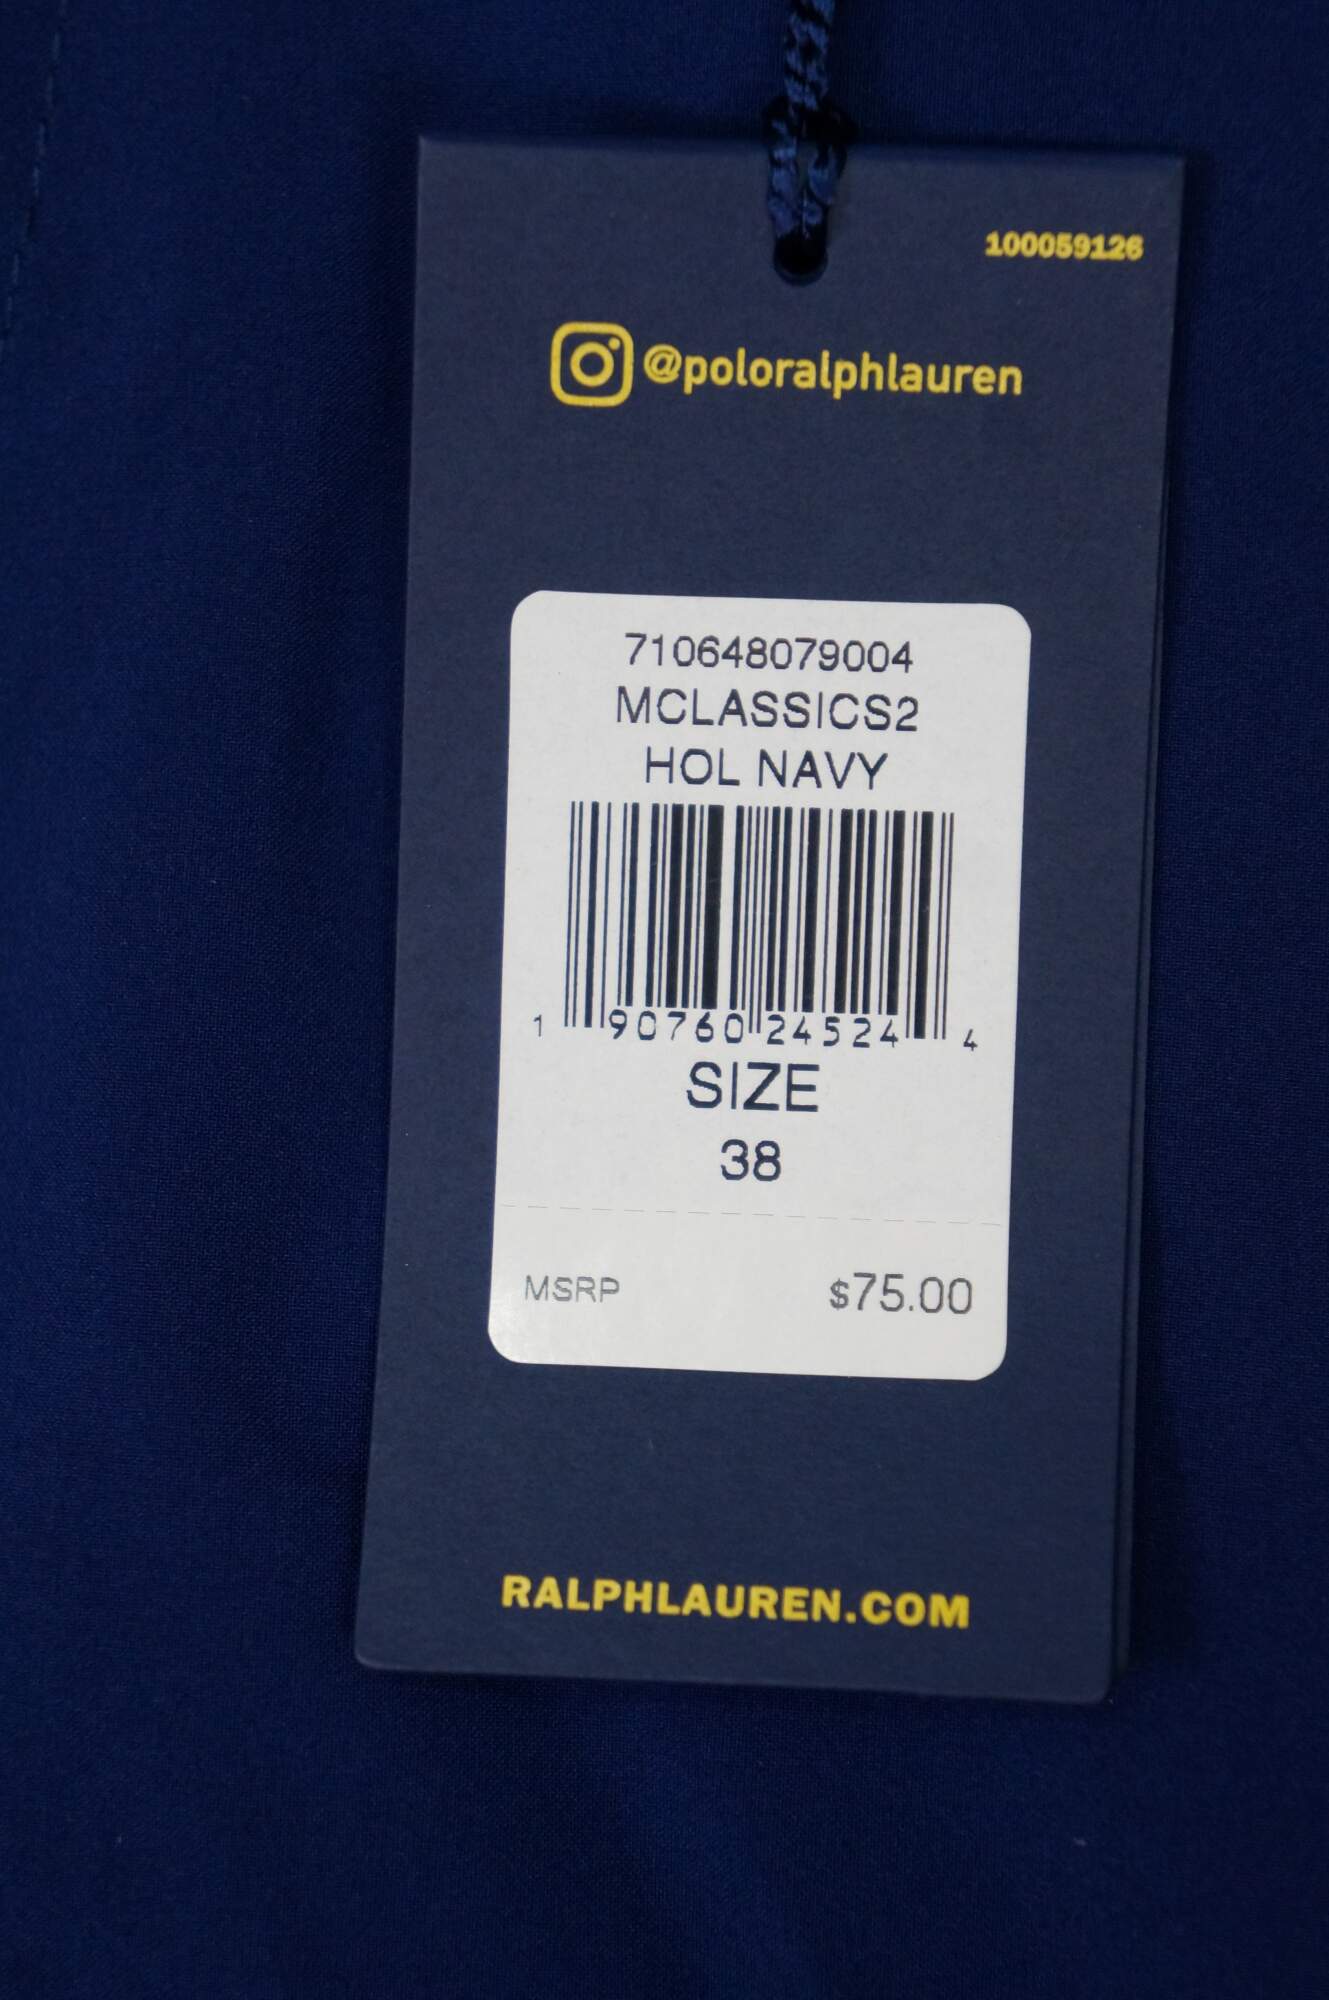 100059126
@poloralphlauren
710648079004
MCLASSICS2
HOL NAVY
1 90760 24524 4
SIZE
38
MSRP $75.00
RALPHLAUREN.COM